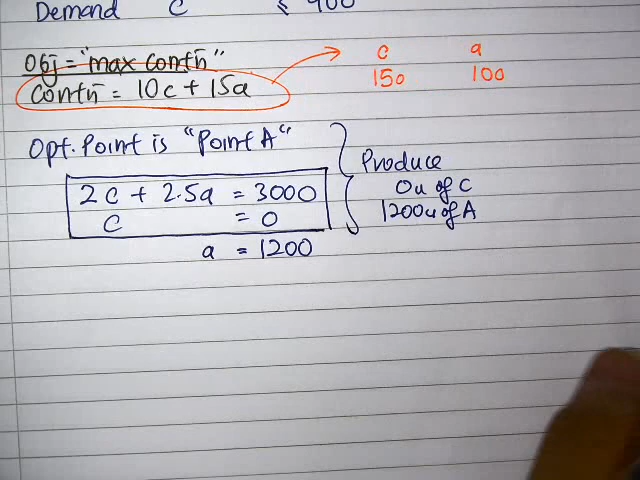 Demand C ≤ 900
Obj = "max contn"
contn = 10c + 15a
c a
150 100
Opt. Point is "Point A"
2c + 2.5a = 3000
c = 0
a = 1200
Produce
0u of C
1200u of A